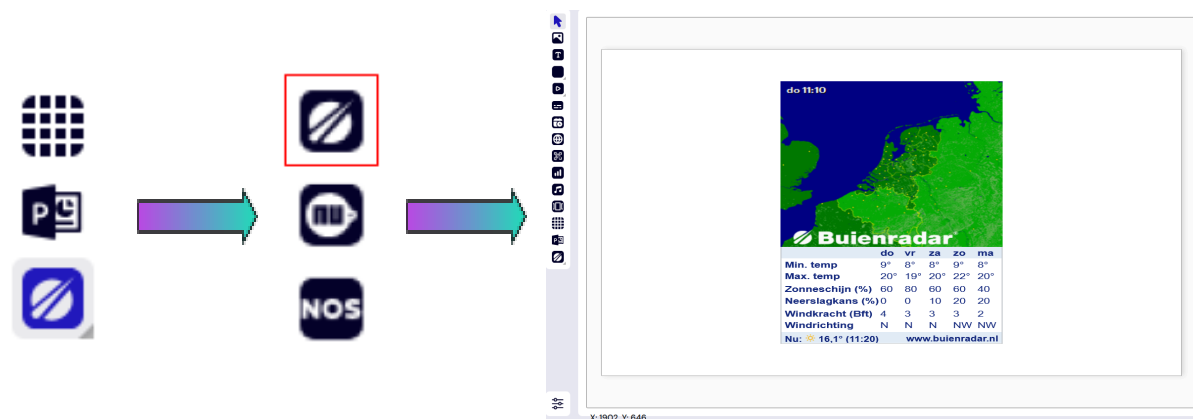 P
nu
NOS
T
do 11:10
Buienradar
do vr za zo ma
Min. temp 9° 8° 8° 9° 8°
Max. temp 20° 19° 20° 22° 20°
Zonneschijn (%) 60 80 60 60 40
Neerslagkans (%) 0 0 10 20 20
Windkracht (Bft) 4 3 3 3 2
Windrichting N N N NW NW
Nu: 16,1° (11:20) www.buienradar.nl
X: 1902 Y: 646